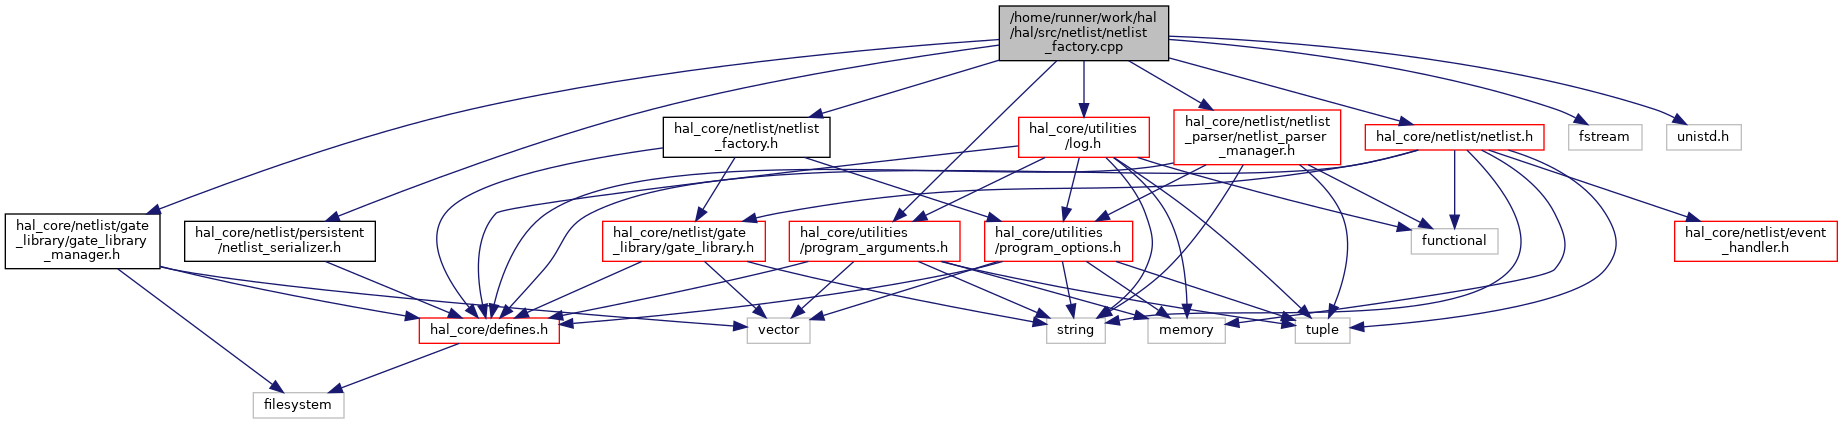 /home/runner/work/hal
/hal/src/netlist/netlist
_factory.cpp
hal_core/netlist/netlist
_factory.h
hal_core/utilities
/log.h
hal_core/netlist/netlist
_parser/netlist_parser
_manager.h
hal_core/netlist/netlist.h
fstream
unistd.h
hal_core/netlist/gate
_library/gate_library
_manager.h
hal_core/netlist/persistent
/netlist_serializer.h
hal_core/netlist/gate
_library/gate_library.h
hal_core/utilities
/program_arguments.h
hal_core/utilities
/program_options.h
functional
hal_core/netlist/event
_handler.h
hal_core/defines.h
vector
string
memory
tuple
filesystem